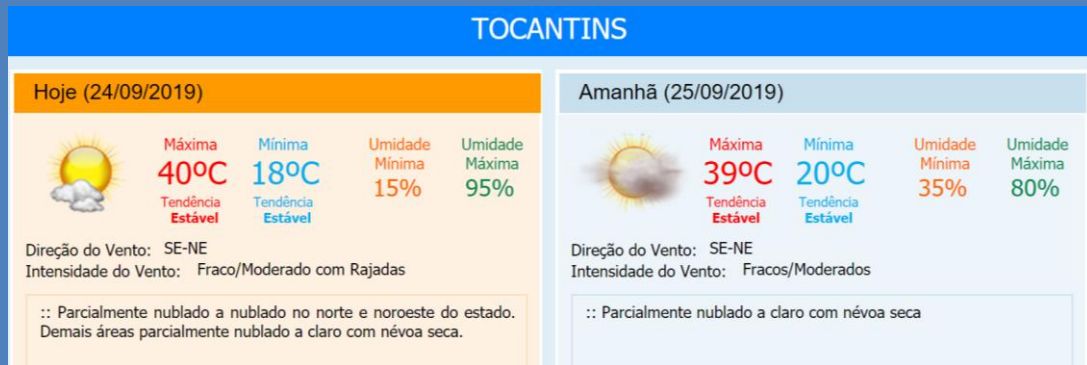 TOCANTINS
Hoje (24/09/2019)
Máxima Mínima Umidade Mínima Umidade Máxima
40ºC 18ºC 15% 95%
Tendência Estável Tendência Estável
Direção do Vento: SE-NE
Intensidade do Vento: Fraco/Moderado com Rajadas
:: Parcialmente nublado a nublado no norte e noroeste do estado.
Demais áreas parcialmente nublado a claro com névoa seca.
Amanhã (25/09/2019)
Máxima Mínima Umidade Mínima Umidade Máxima
39ºC 20ºC 35% 80%
Tendência Estável Tendência Estável
Direção do Vento: SE-NE
Intensidade do Vento: Fracos/Moderados
:: Parcialmente nublado a claro com névoa seca